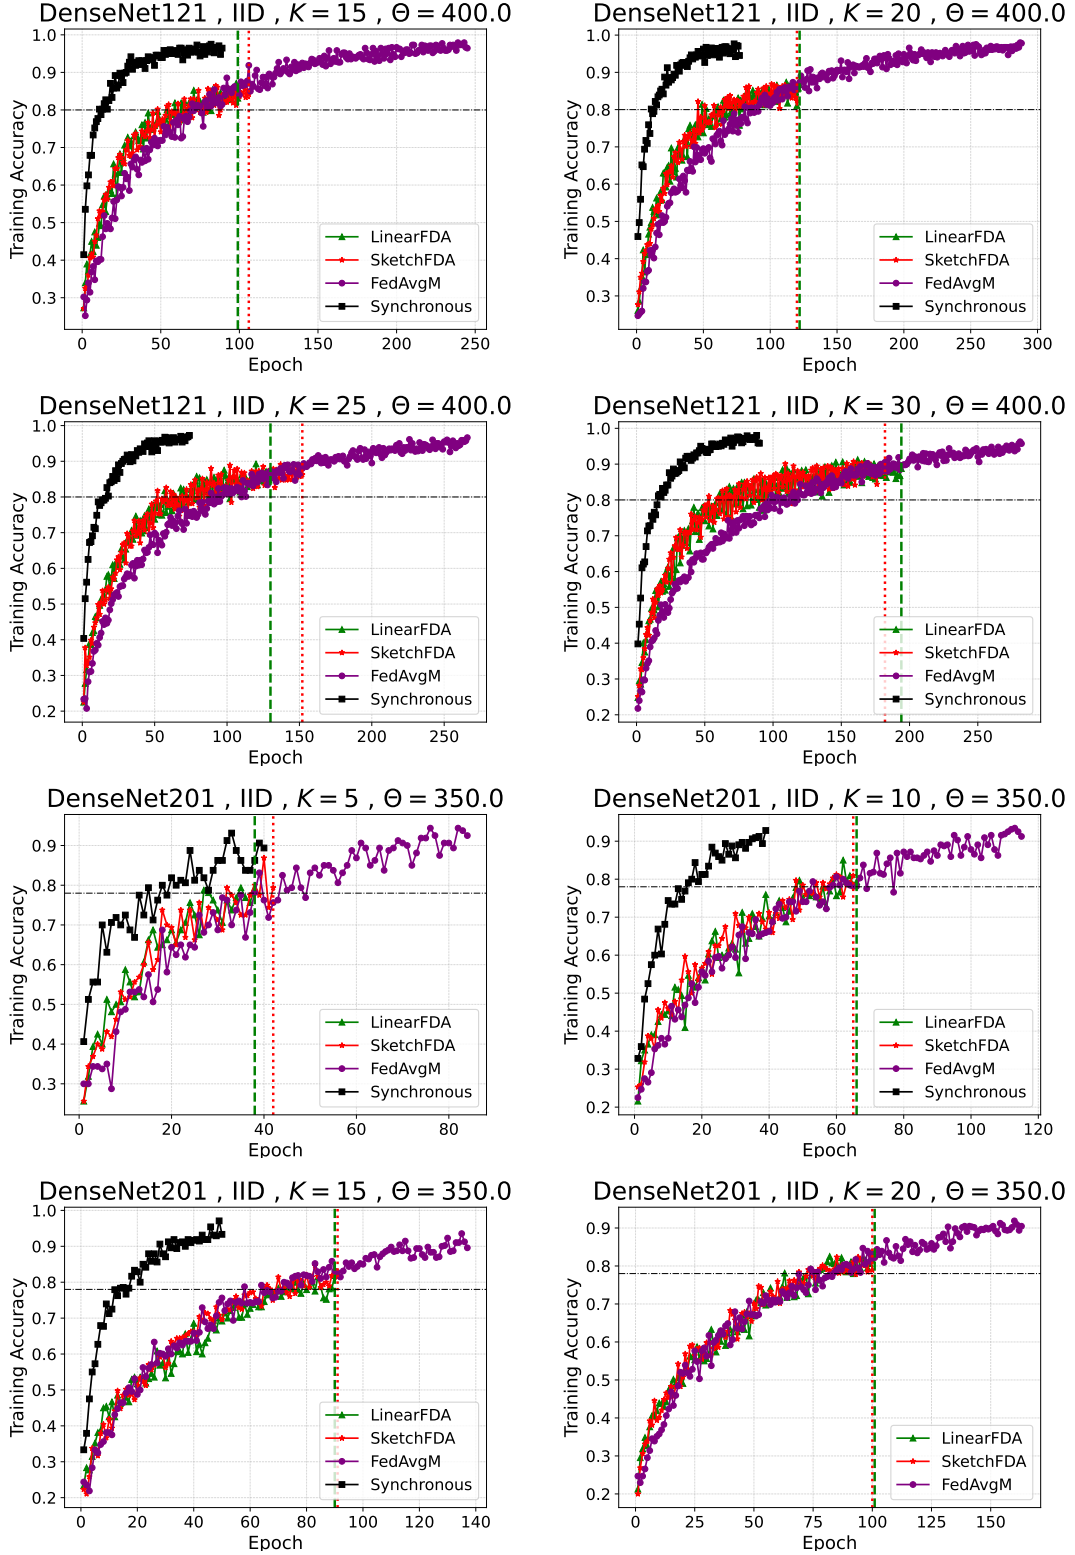 DenseNet121 , IID , K = 15 , Θ = 400.0
Training Accuracy
1.0
0.9
0.8
0.7
0.6
0.5
0.4
0.3
LinearFDA
SketchFDA
FedAvgM
Synchronous
0 50 100 150 200 250
Epoch
DenseNet121 , IID , K = 20 , Θ = 400.0
Training Accuracy
1.0
0.9
0.8
0.7
0.6
0.5
0.4
0.3
LinearFDA
SketchFDA
FedAvgM
Synchronous
0 50 100 150 200 250 300
Epoch
DenseNet121 , IID , K = 25 , Θ = 400.0
Training Accuracy
1.0
0.9
0.8
0.7
0.6
0.5
0.4
0.3
0.2
LinearFDA
SketchFDA
FedAvgM
Synchronous
0 50 100 150 200 250
Epoch
DenseNet121 , IID , K = 30 , Θ = 400.0
Training Accuracy
1.0
0.9
0.8
0.7
0.6
0.5
0.4
0.3
0.2
LinearFDA
SketchFDA
FedAvgM
Synchronous
0 50 100 150 200 250
Epoch
DenseNet201 , IID , K = 5 , Θ = 350.0
Training Accuracy
0.9
0.8
0.7
0.6
0.5
0.4
0.3
LinearFDA
SketchFDA
FedAvgM
Synchronous
0 20 40 60 80
Epoch
DenseNet201 , IID , K = 10 , Θ = 350.0
Training Accuracy
0.9
0.8
0.7
0.6
0.5
0.4
0.3
0.2
LinearFDA
SketchFDA
FedAvgM
Synchronous
0 20 40 60 80 100 120
Epoch
DenseNet201 , IID , K = 15 , Θ = 350.0
Training Accuracy
1.0
0.9
0.8
0.7
0.6
0.5
0.4
0.3
0.2
LinearFDA
SketchFDA
FedAvgM
Synchronous
0 20 40 60 80 100 120 140
Epoch
DenseNet201 , IID , K = 20 , Θ = 350.0
Training Accuracy
0.9
0.8
0.7
0.6
0.5
0.4
0.3
0.2
LinearFDA
SketchFDA
FedAvgM
0 25 50 75 100 125 150
Epoch